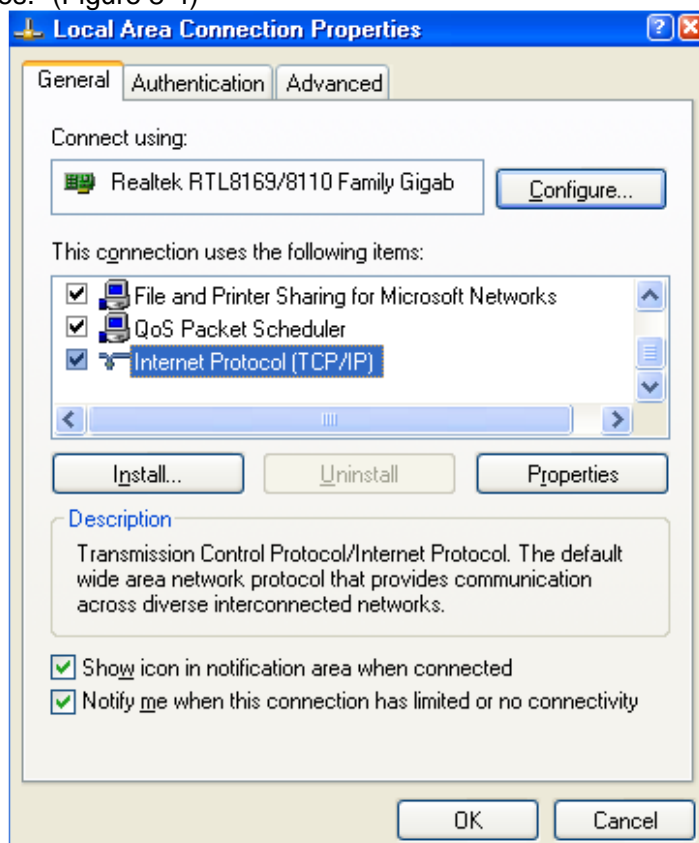 (Figure 3-4)
Local Area Connection Properties
General Authentication Advanced
Connect using:
Realtek RTL8169/8110 Family Gigab Configure...
This connection uses the following items:
File and Printer Sharing for Microsoft Networks
QoS Packet Scheduler
Internet Protocol (TCP/IP)
Install... Uninstall Properties
Description
Transmission Control Protocol/Internet Protocol. The default
wide area network protocol that provides communication
across diverse interconnected networks.
Show icon in notification area when connected
Notify me when this connection has limited or no connectivity
OK Cancel